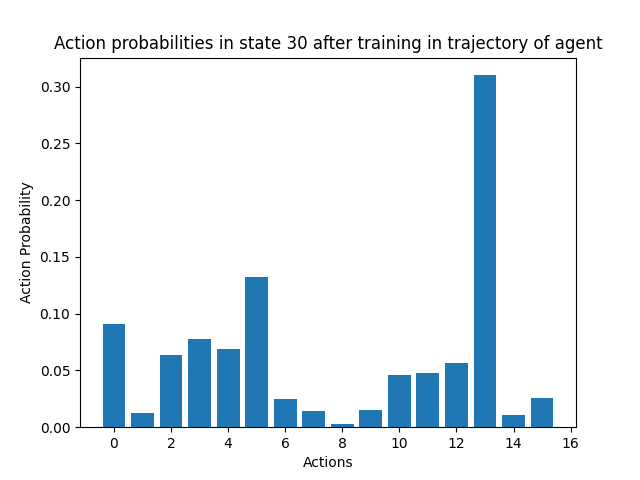 Action probabilities in state 30 after training in trajectory of agent
0.30
0.25
0.20
0.15
0.10
0.05
0.00
Action Probability
0 2 4 6 8 10 12 14 16
Actions